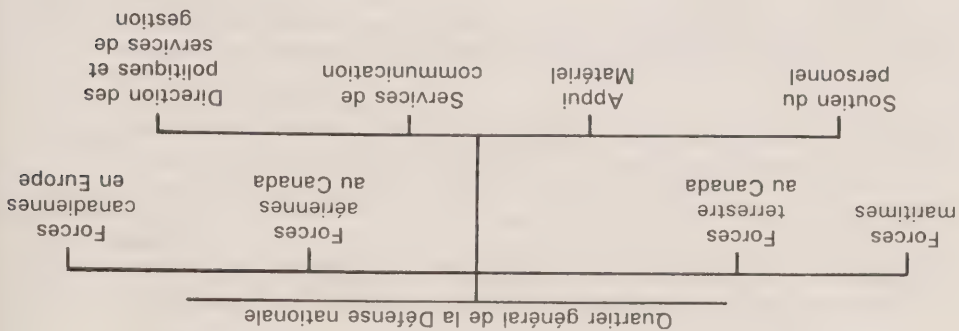 Quartier général de la Défense nationale
Forces
maritimes
Forces
terrestre
au Canada
Forces
aériennes
au Canada
Forces
canadiennes
en Europe
Soutien du
personnel
Appui
Matériel
Services de
communication
Direction des
politiques et
services de
gestion